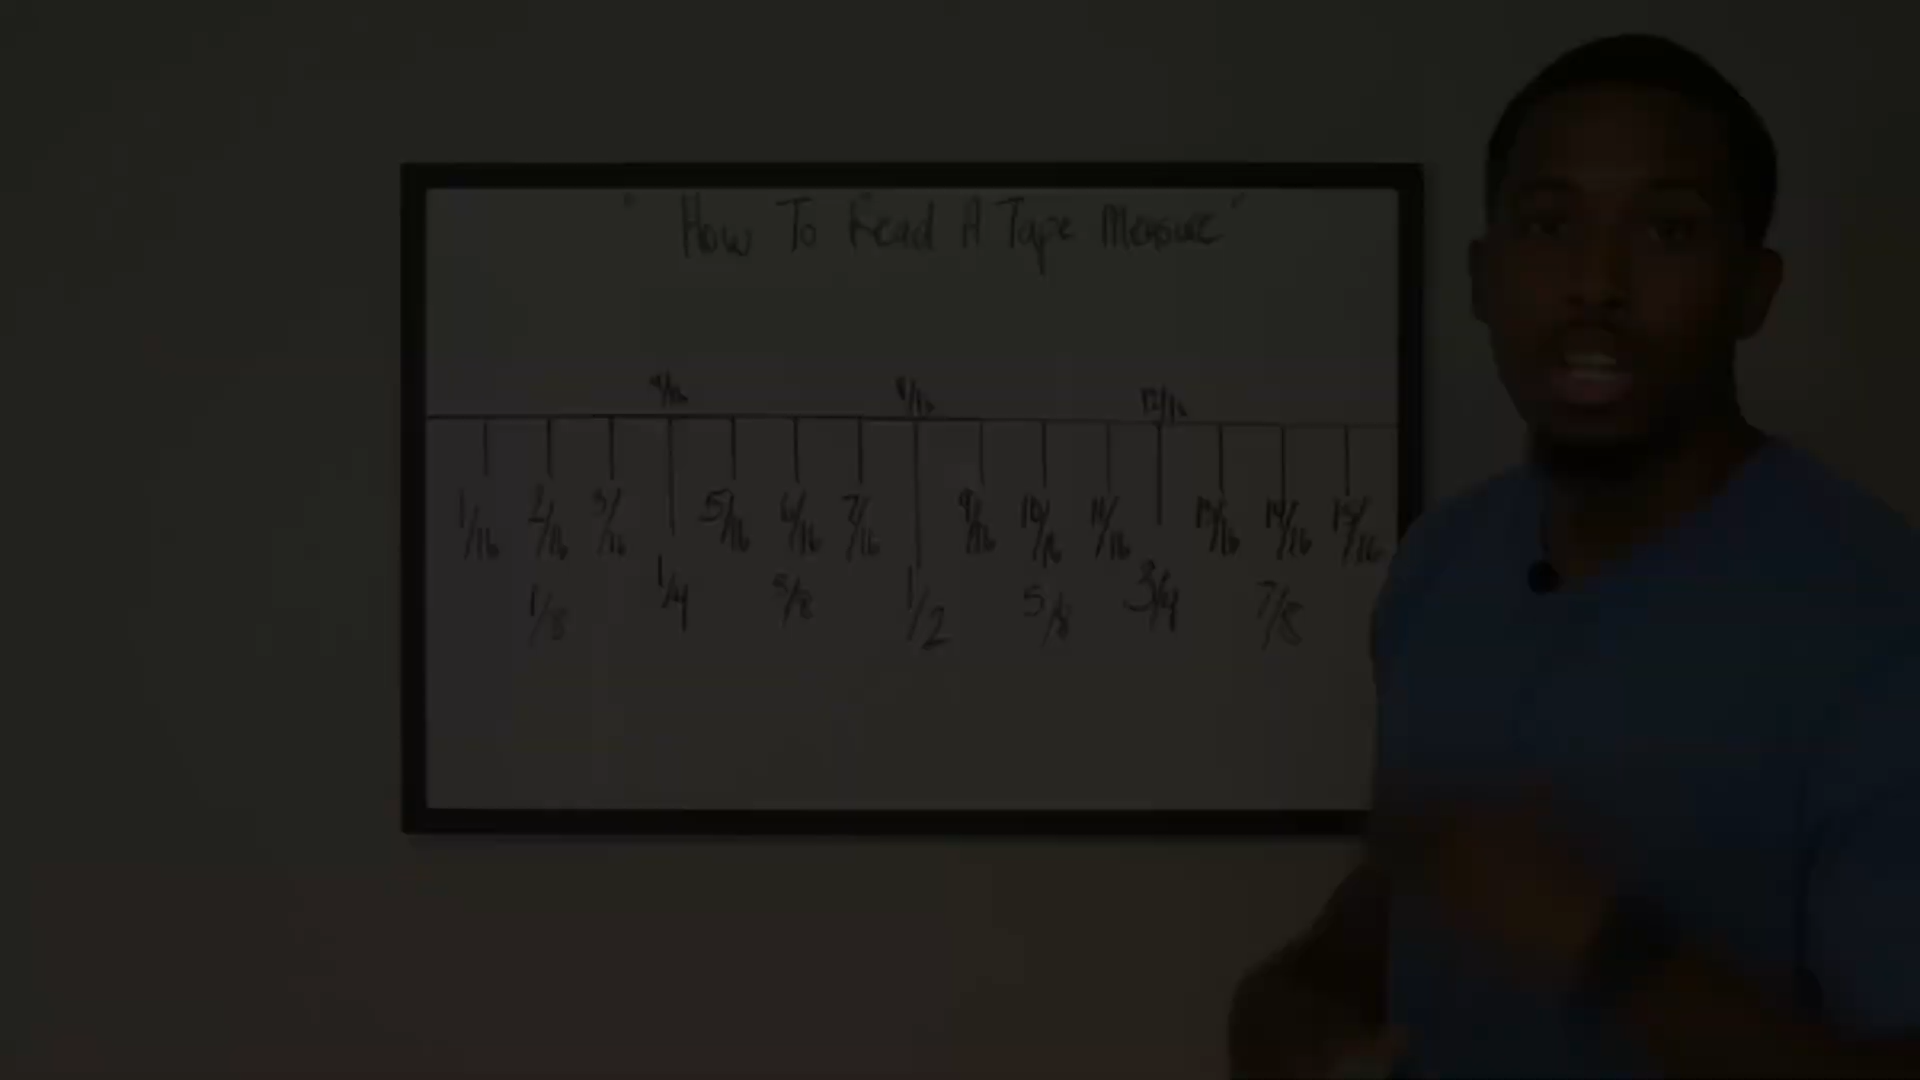 " How To Read A Tape Measure "
4/16 8/16 12/16
1/16 2/16 3/16 5/16 6/16 7/16 9/16 10/16 11/16 13/16 14/16 15/16
1/8 1/4 3/8 1/2 5/8 3/4 7/8